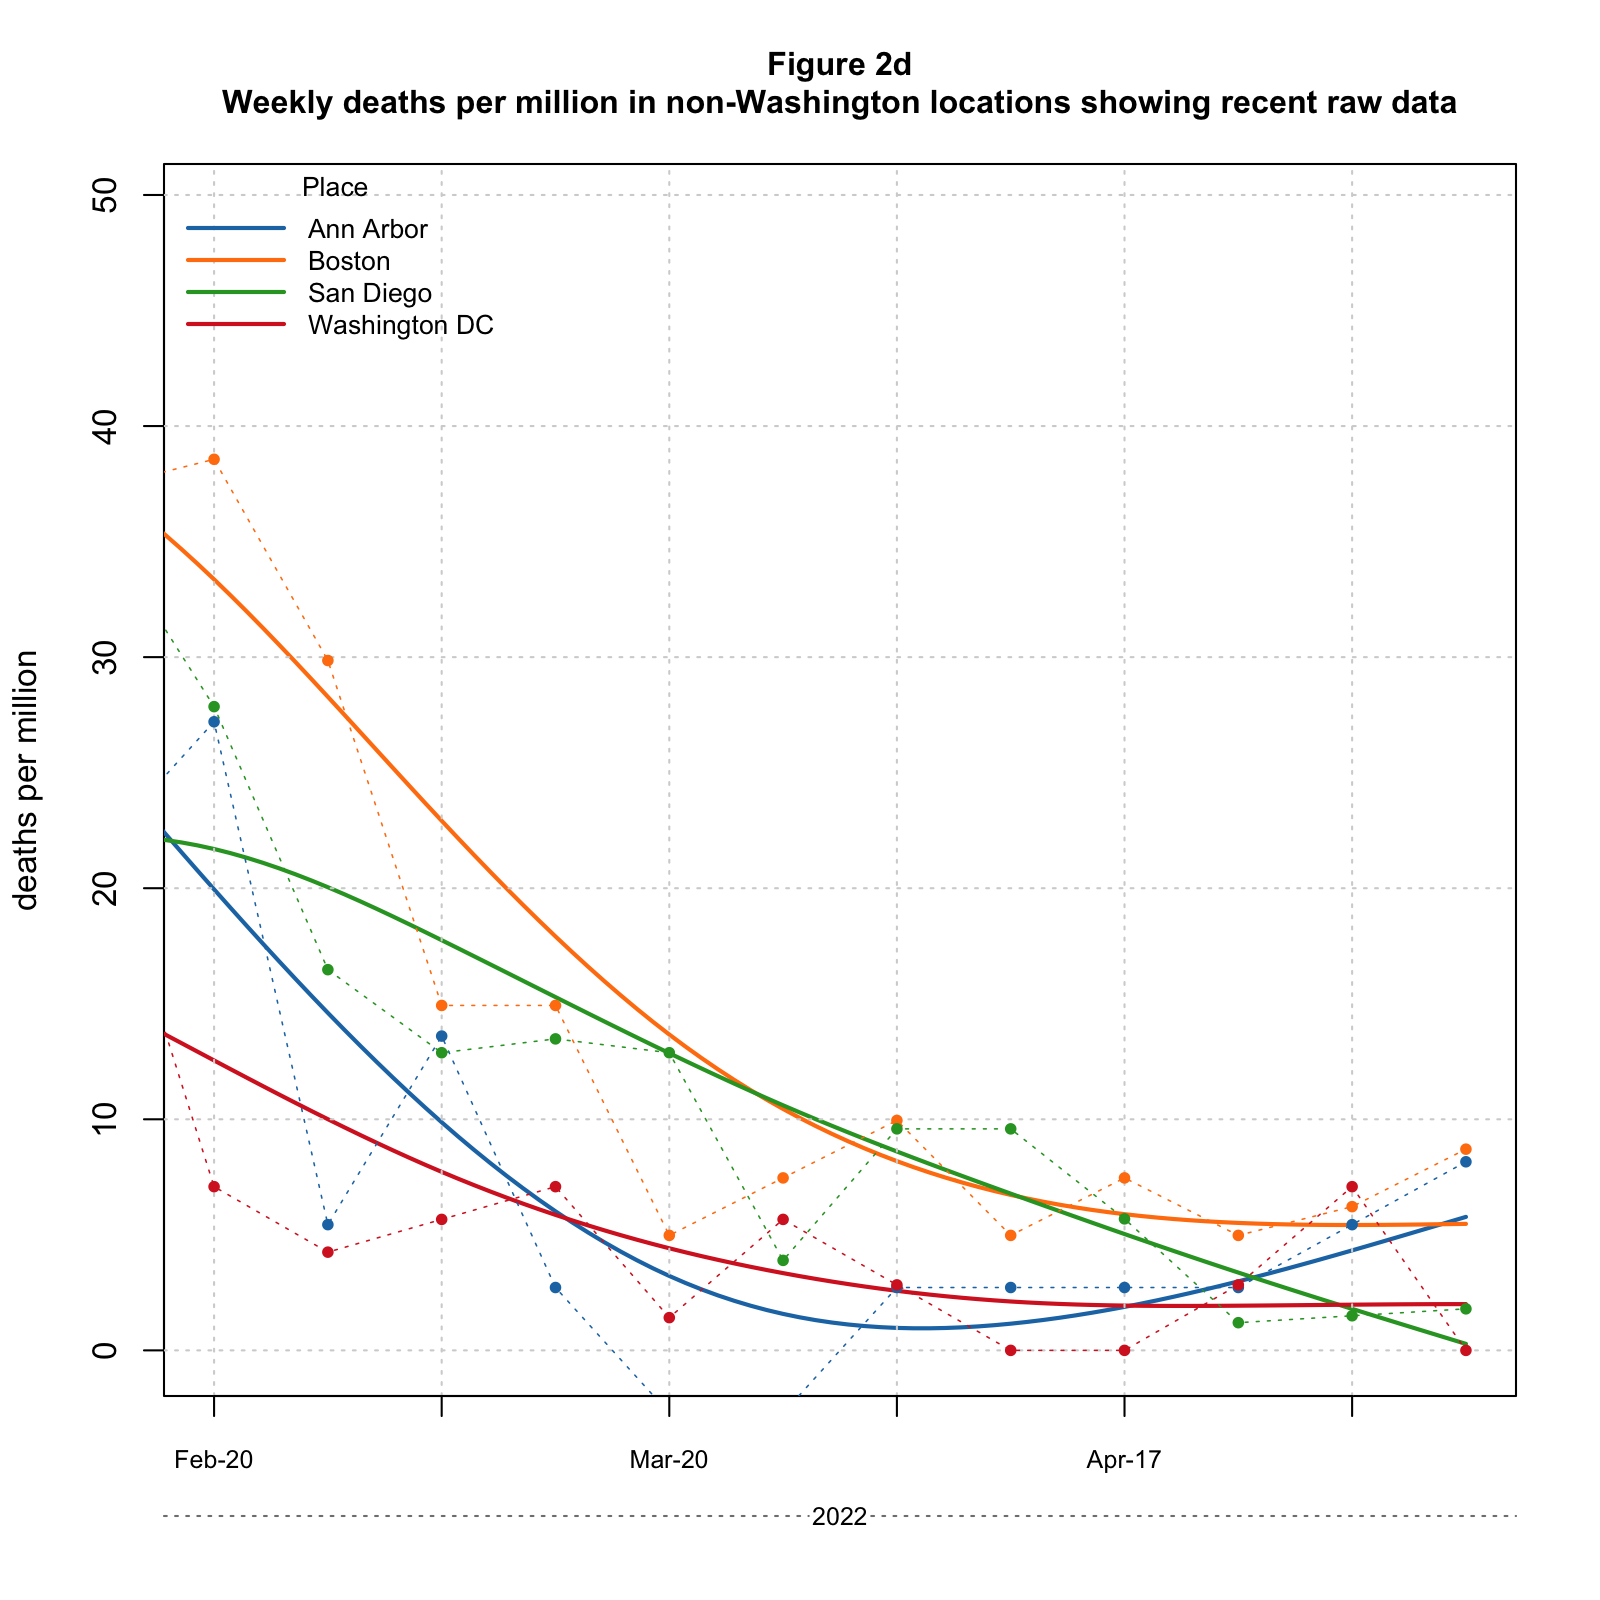 Figure 2d
Weekly deaths per million in non-Washington locations showing recent raw data
Place
Ann Arbor
Boston
San Diego
Washington DC
deaths per million
50
40
30
20
10
0
Feb-20
Mar-20
Apr-17
2022